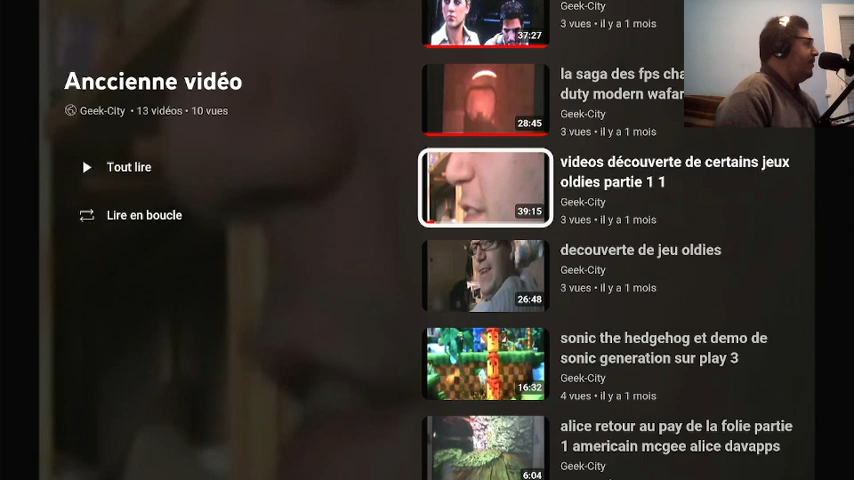 Anccienne vidéo
Geek-City • 13 vidéos • 10 vues
Tout lire
Lire en boucle
Geek-City
3 vues • il y a 1 mois
37:27
la saga des fps cha
duty modern wafar
Geek-City
3 vues • il y a 1 mois
28:45
videos découverte de certains jeux
oldies partie 1 1
Geek-City
3 vues • il y a 1 mois
39:15
decouverte de jeu oldies
Geek-City
3 vues • il y a 1 mois
26:48
sonic the hedgehog et demo de
sonic generation sur play 3
Geek-City
4 vues • il y a 1 mois
16:32
alice retour au pay de la folie partie
1 americain mcgee alice davapps
Geek-City
6:04